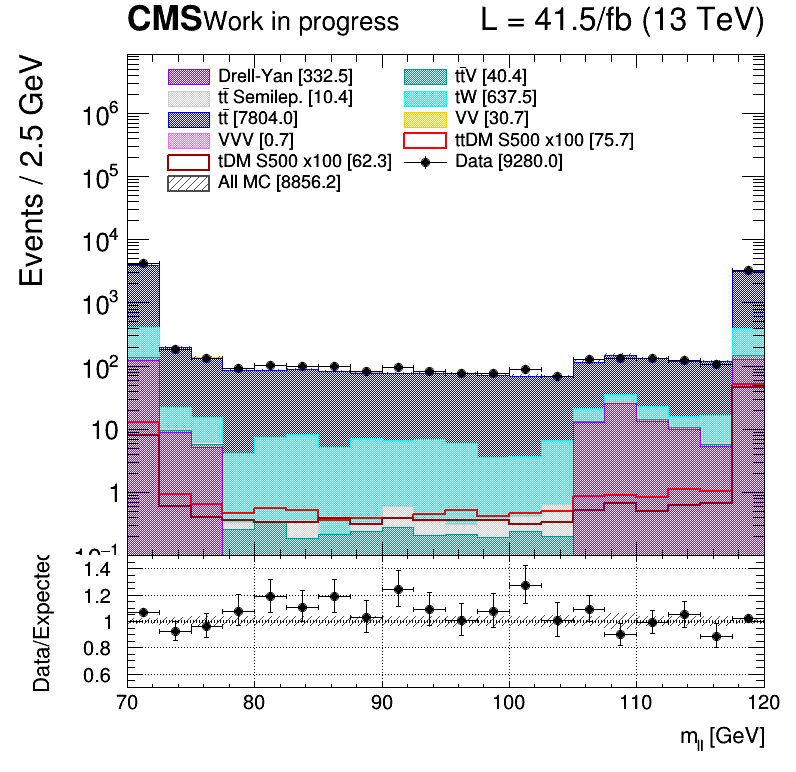 CMS Work in progress L = 41.5/fb (13 TeV)
Events / 2.5 GeV
Drell-Yan [332.5]
tt̄ Semilep. [10.4]
tt̄ [7804.0]
VVV [0.7]
tDM S500 x100 [62.3]
All MC [8856.2]
tt̄V [40.4]
tW [637.5]
VV [30.7]
ttDM S500 x100 [75.7]
Data [9280.0]
10⁶
10⁵
10⁴
10³
10²
10
1
10⁻¹
Data/Expected
1.4
1.2
1
0.8
0.6
70 80 90 100 110 120
m_ll [GeV]